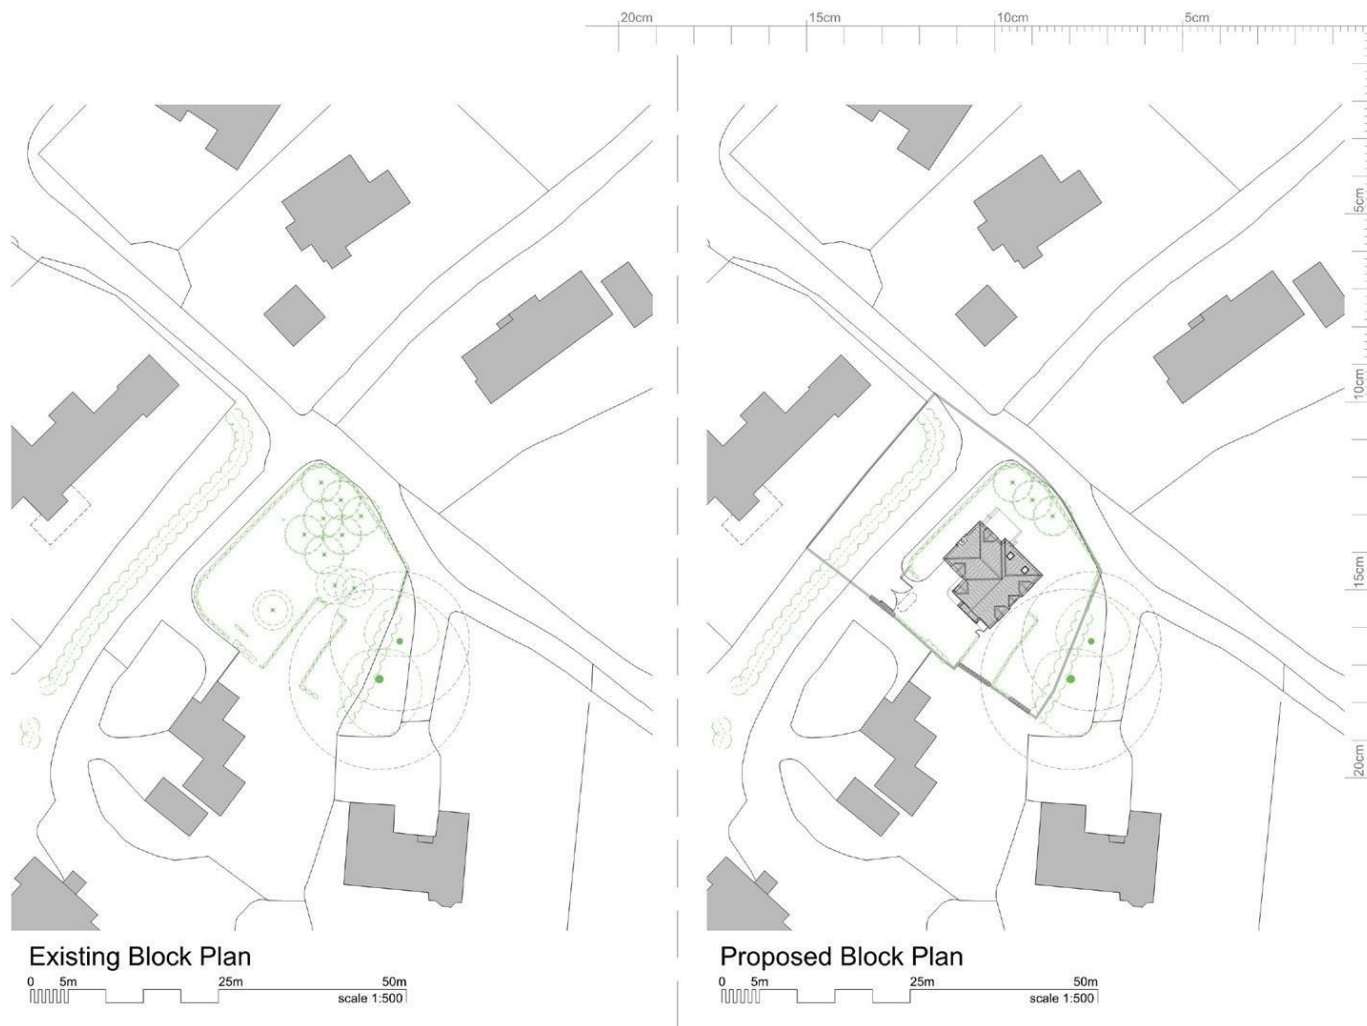 20cm 15cm 10cm 5cm
5cm
10cm
15cm
20cm
Existing Block Plan
0 5m 25m 50m
scale 1:500
Proposed Block Plan
0 5m 25m 50m
scale 1:500